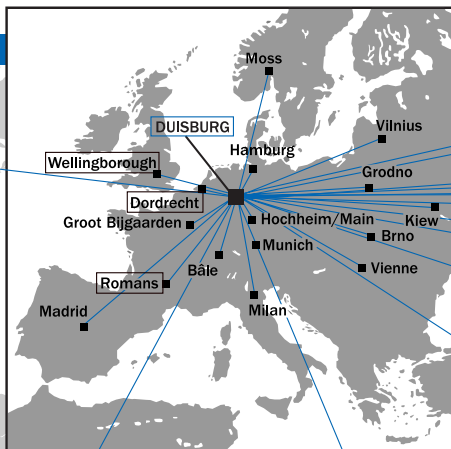 Moss
DUISBURG
Vilnius
Hamburg
Wellingborough
Grodno
Dordrecht
Groot Bijgaarden
Hochheim/Main
Kiew
Brno
Munich
Bâle
Vienne
Romans
Madrid
Milan